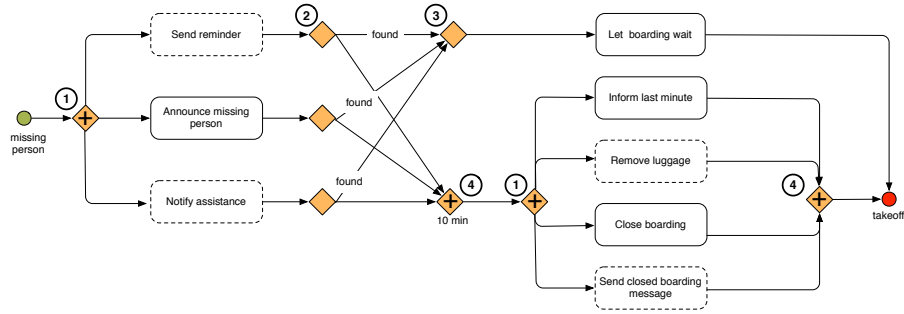 2
3
Send reminder
found
Let boarding wait
1
Announce missing
person
found
missing
person
Inform last minute
Remove luggage
Notify assistance
found
4
10 min
1
4
takeoff
Close boarding
Send closed boarding
message